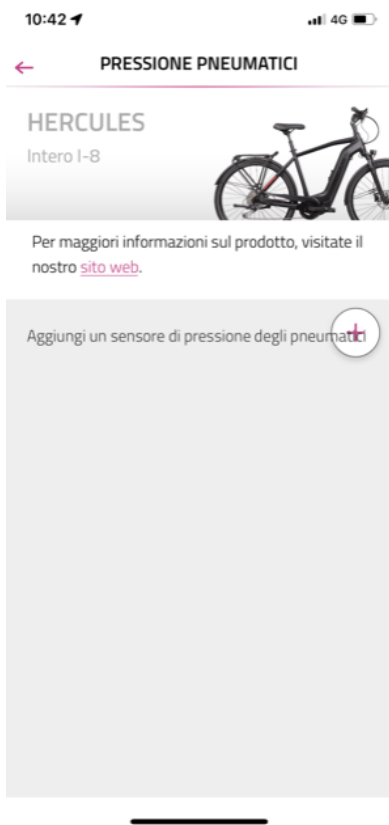 10:42
4G
PRESSIONE PNEUMATICI
HERCULES
Intero I-8
Per maggiori informazioni sul prodotto, visitate il
nostro sito web.
Aggiungi un sensore di pressione degli pneumatici